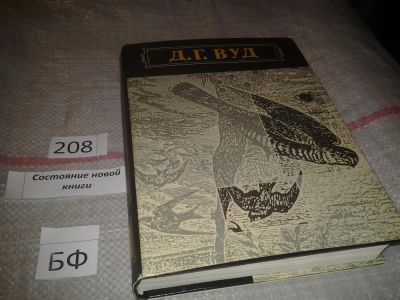 Д.Г. ВУД
208
Состояние новой
книги
БФ